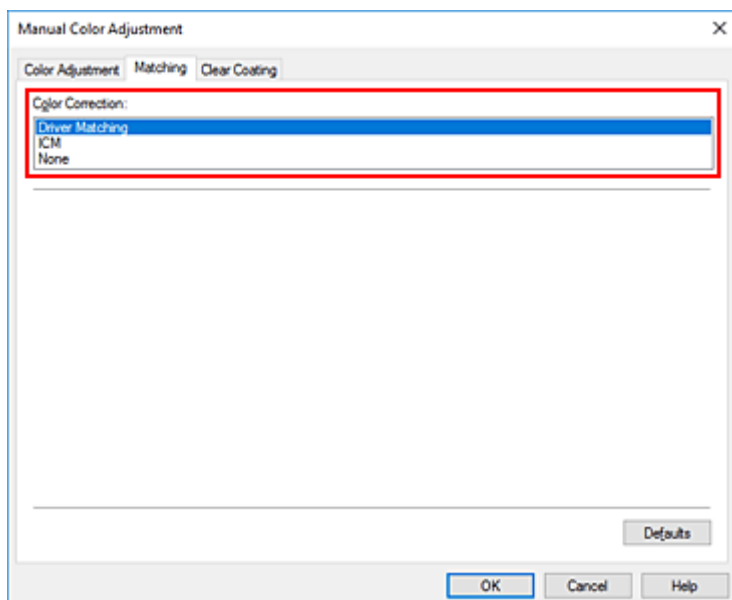 Manual Color Adjustment
Color Adjustment Matching Clear Coating
Color Correction:
Driver Matching
ICM
None
Defaults
OK Cancel Help